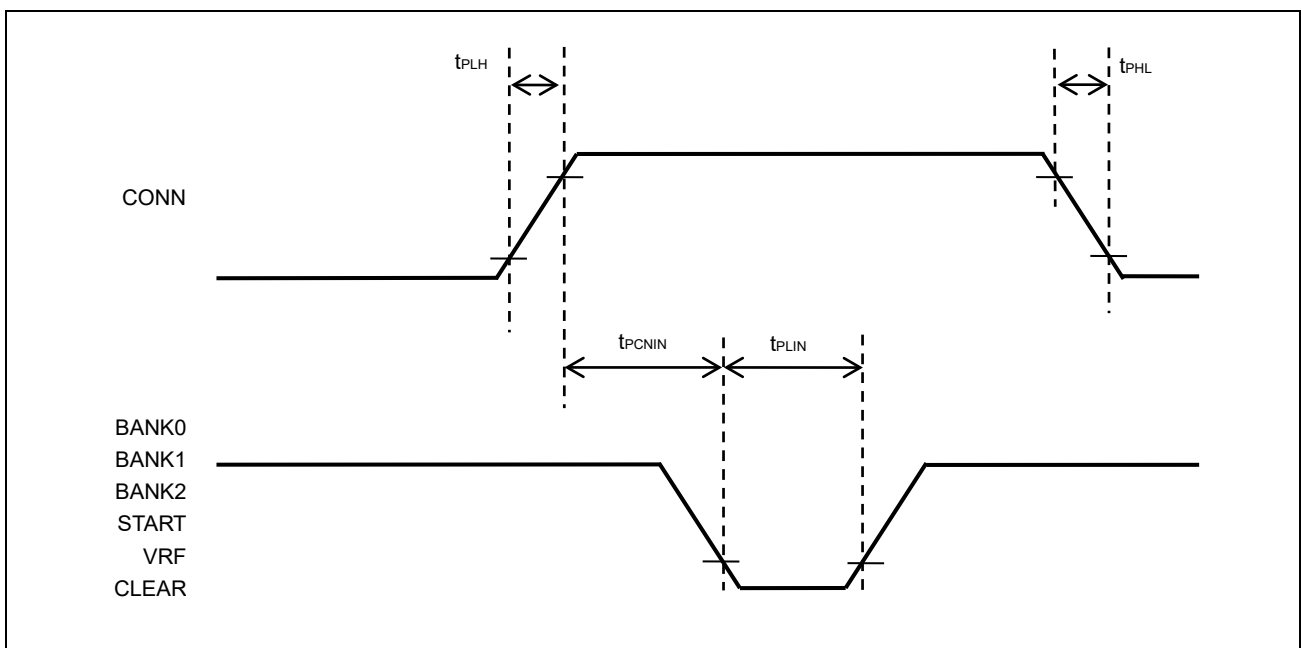 tPLH
tPHL
CONN
tPCNIN
tPLIN
BANK0
BANK1
BANK2
START
VRF
CLEAR